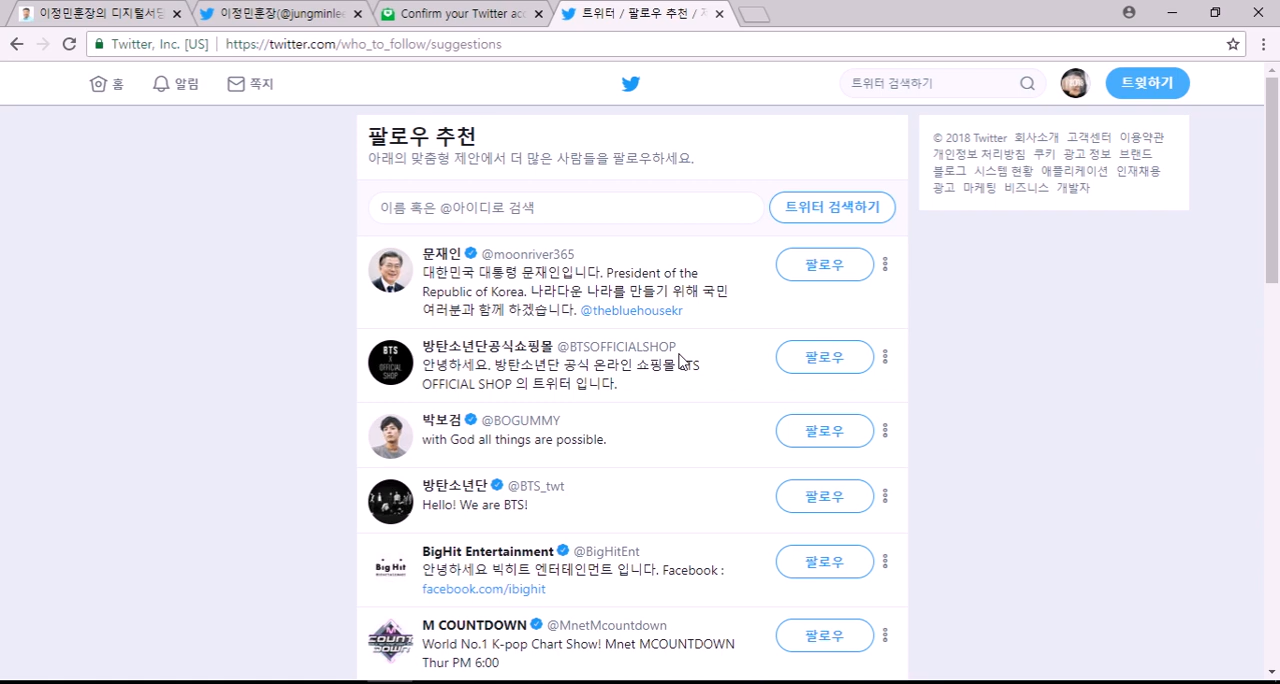 이정민훈장의 디지털서당
이정민훈장(@jungminlee
Confirm your Twitter acc
트위터 / 팔로우 추천 /
Twitter, Inc. [US]
https://twitter.com/who_to_follow/suggestions
홈
알림
쪽지
트위터 검색하기
트윗하기
팔로우 추천
아래의 맞춤형 제안에서 더 많은 사람들을 팔로우하세요.
이름 혹은 @아이디로 검색
트위터 검색하기
문재인 @moonriver365
대한민국 대통령 문재인입니다. President of the
Republic of Korea. 나라다운 나라를 만들기 위해 국민
여러분과 함께 하겠습니다. @thebluehousekr
팔로우
방탄소년단공식쇼핑몰 @BTSOFFICIALSHOP
안녕하세요. 방탄소년단 공식 온라인 쇼핑몰 BTS
OFFICIAL SHOP 의 트위터 입니다.
팔로우
BTS
X
OFFICIAL
SHOP
박보검 @BOGUMMY
with God all things are possible.
팔로우
방탄소년단 @BTS_twt
Hello! We are BTS!
팔로우
BigHit Entertainment @BigHitEnt
안녕하세요 빅히트 엔터테인먼트 입니다. Facebook :
facebook.com/ibighit
팔로우
Big Hit
M COUNTDOWN @MnetMcountdown
World No.1 K-pop Chart Show! Mnet MCOUNTDOWN
Thur PM 6:00
팔로우
M
COUNT
DOWN
© 2018 Twitter 회사소개 고객센터 이용약관
개인정보 처리방침 쿠키 광고 정보 브랜드
블로그 시스템 현황 애플리케이션 인재채용
광고 마케팅 비즈니스 개발자